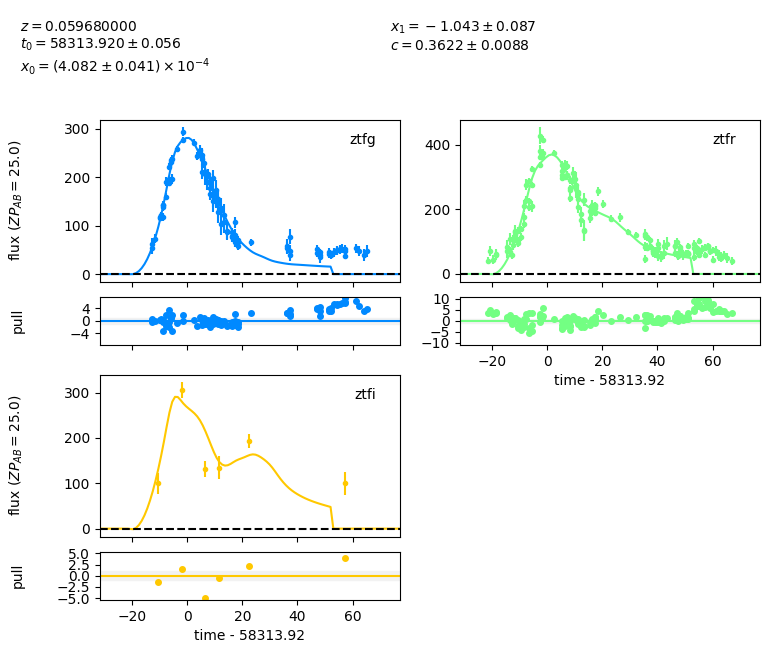 z = 0.059680000
t₀ = 58313.920 ± 0.056
x₀ = (4.082 ± 0.041) × 10⁻⁴
x₁ = −1.043 ± 0.087
c = 0.3622 ± 0.0088
flux (ZP_AB = 25.0)
300
200
100
0
ztfg
pull
4
0
−4
400
200
0
ztfr
10
5
0
−5
−10
−20 0 20 40 60
time - 58313.92
flux (ZP_AB = 25.0)
300
200
100
0
ztfi
pull
5.0
2.5
0.0
−2.5
−5.0
−20 0 20 40 60
time - 58313.92